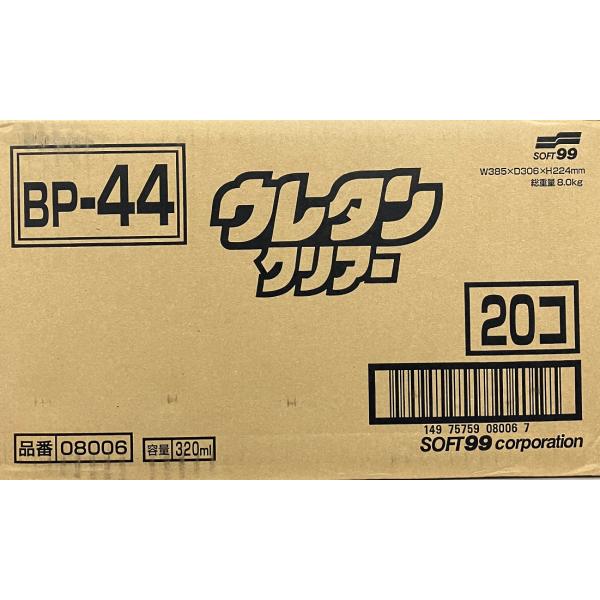 SOFT99
W385×D306×H224mm
総重量 8.0kg
BP-44
ウレタン
クリアー
20コ
149 75759 08006 7
SOFT99 corporation
品番 08006
容量 320ml